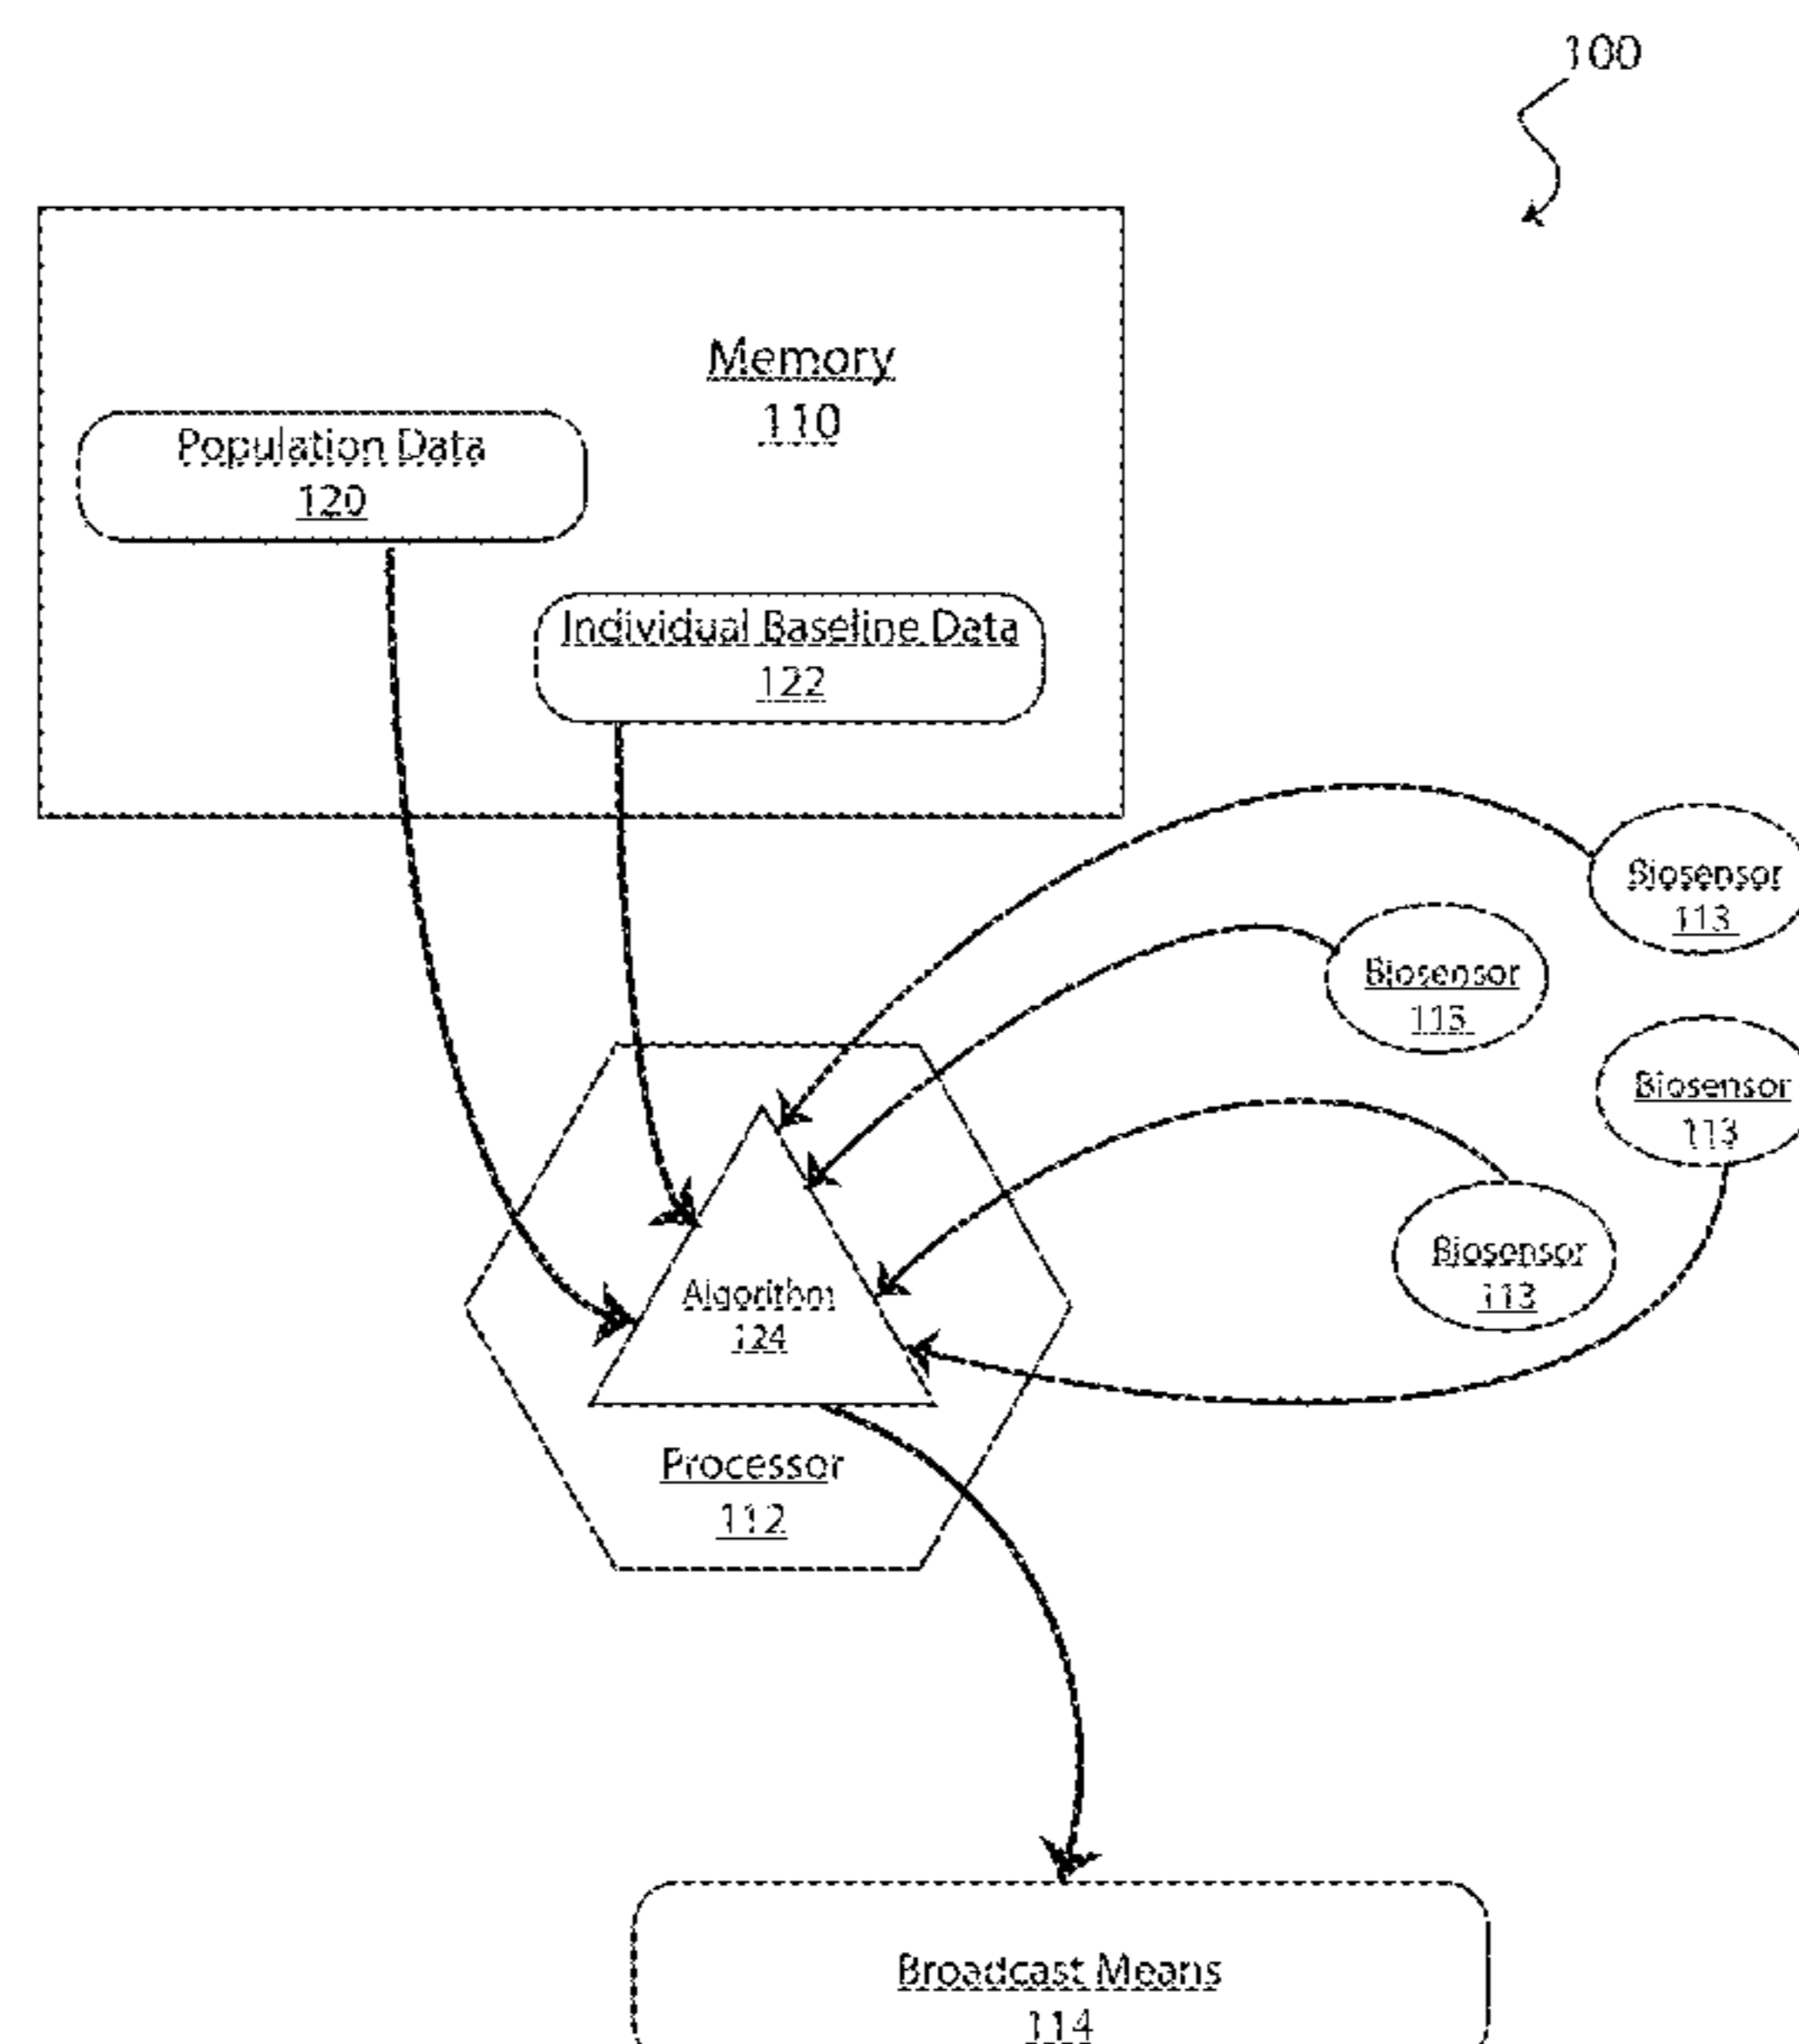 100
Memory
110
Population Data
120
Individual Baseline Data
122
Biosensor
113
Biosensor
113
Biosensor
113
Biosensor
113
Algorithm
124
Processor
112
Broadcast Means
114